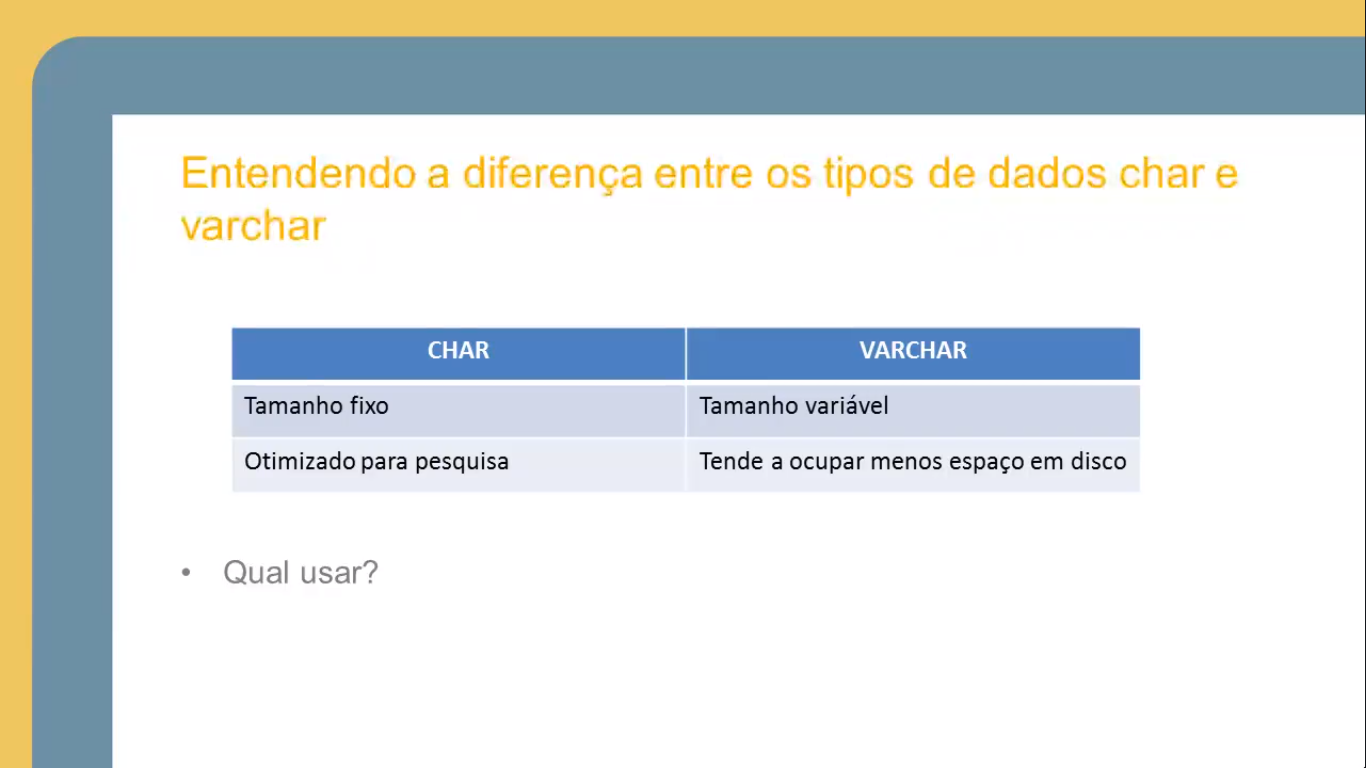 Entendendo a diferença entre os tipos de dados char e
varchar
CHAR VARCHAR
Tamanho fixo Tamanho variável
Otimizado para pesquisa Tende a ocupar menos espaço em disco
• Qual usar?